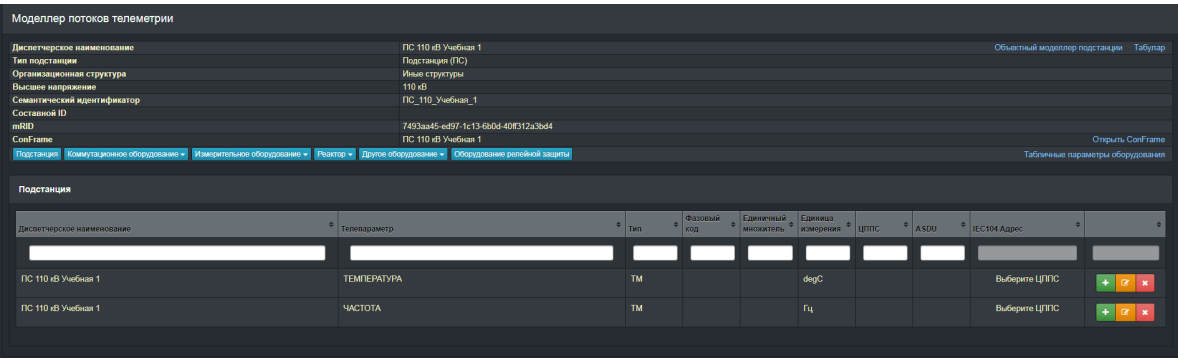 Моделлер потоков телеметрии
Диспетчерское наименование ПС 110 кВ Учебная 1 Объектный моделлер подстанции Табуляр
Тип подстанции Подстанция (ПС)
Организационная структура Иные структуры
Высшее напряжение 110 кВ
Семантический идентификатор ПС_110_Учебная_1
Составной ID
mRID 7493aa45-ed97-1c13-6b0d-40ff312a3bd4
ConFrame ПС 110 кВ Учебная 1 Открыть ConFrame
Подстанция Коммутационное оборудование Измерительное оборудование Реактор Другое оборудование Оборудование релейной защиты Табличные параметры оборудования
Подстанция
Диспетчерское наименование Телепараметр Тип Фазовый код Единичный множитель Единица измерения ЦППС ASDU IEC104 Адрес
ПС 110 кВ Учебная 1 ТЕМПЕРАТУРА ТМ degC Выберите ЦППС
ПС 110 кВ Учебная 1 ЧАСТОТА ТМ Гц Выберите ЦППС